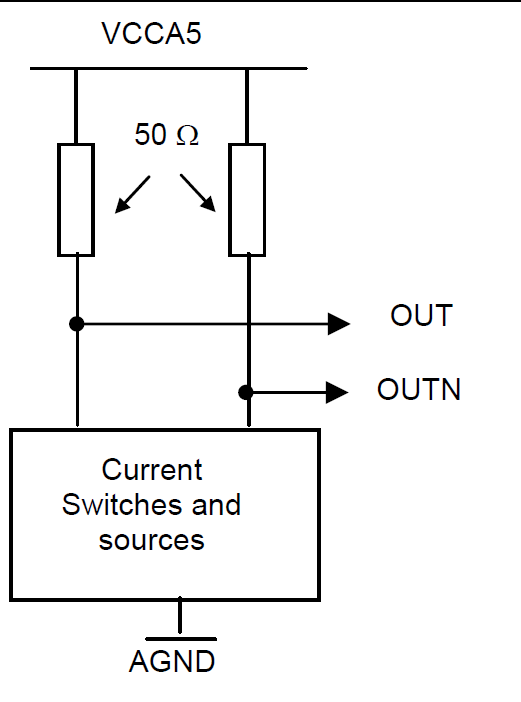 VCCA5
50 Ω
OUT
OUTN
Current
Switches and
sources
AGND